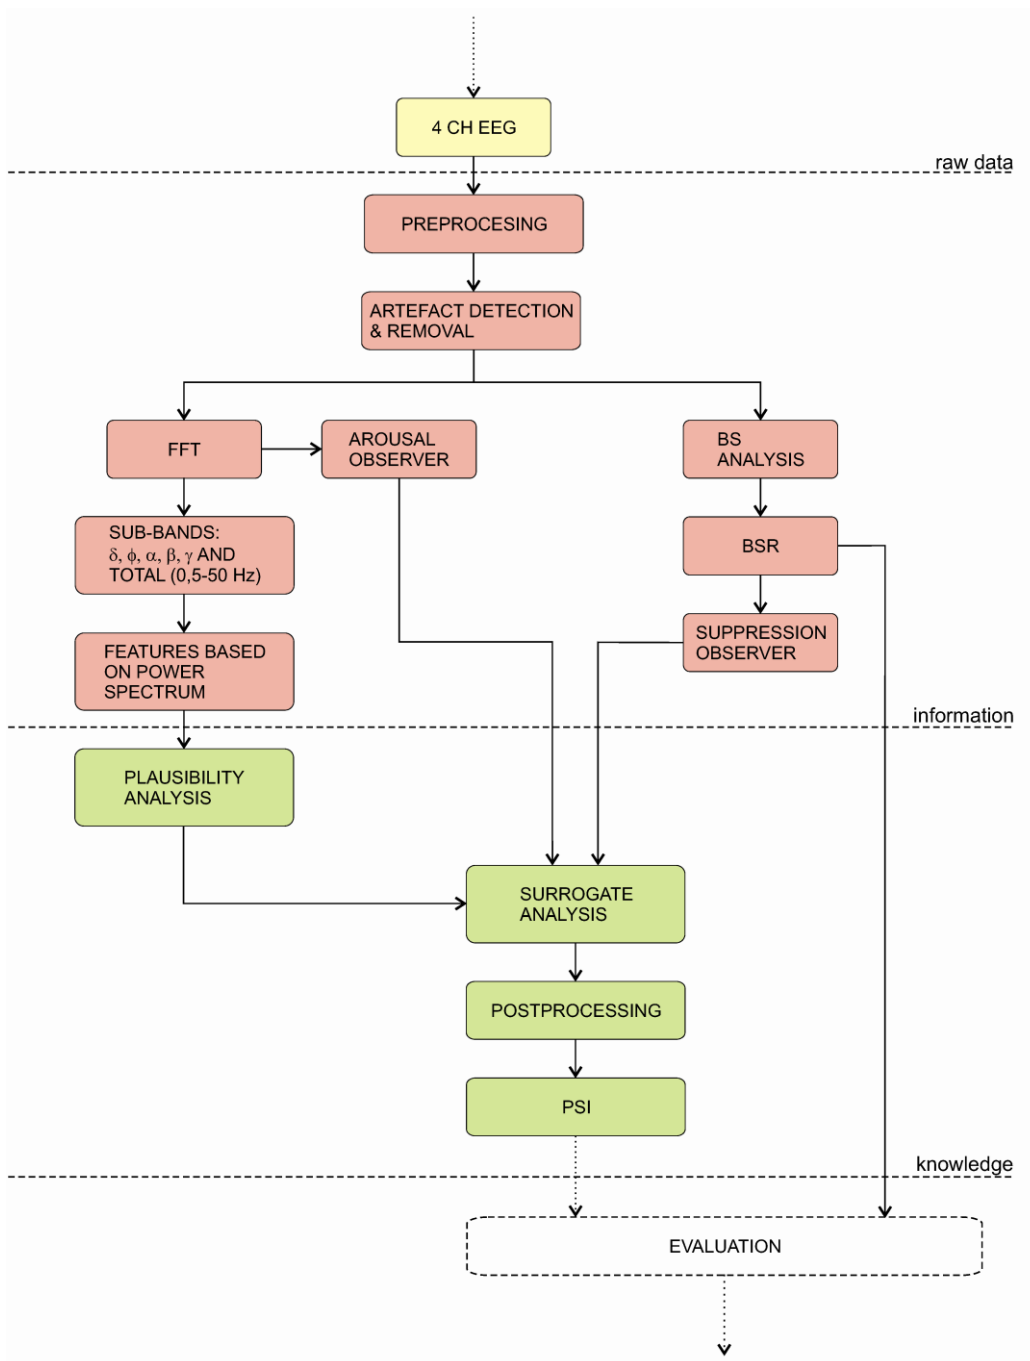 4 CH EEG
raw data
PREPROCESING
ARTEFACT DETECTION
& REMOVAL
FFT
AROUSAL
OBSERVER
BS
ANALYSIS
SUB-BANDS:
δ, ϕ, α, β, γ AND
TOTAL (0,5-50 Hz)
BSR
FEATURES BASED
ON POWER
SPECTRUM
SUPPRESSION
OBSERVER
information
PLAUSIBILITY
ANALYSIS
SURROGATE
ANALYSIS
POSTPROCESSING
PSI
knowledge
EVALUATION